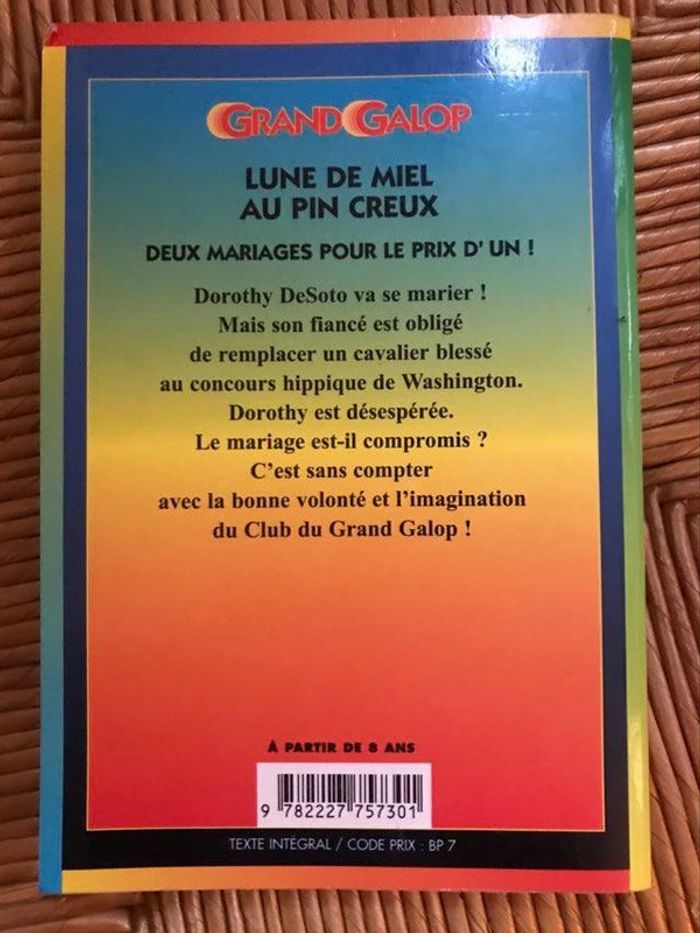 GRAND GALOP
LUNE DE MIEL
AU PIN CREUX
DEUX MARIAGES POUR LE PRIX D' UN !
Dorothy DeSoto va se marier !
Mais son fiancé est obligé
de remplacer un cavalier blessé
au concours hippique de Washington.
Dorothy est désespérée.
Le mariage est-il compromis ?
C'est sans compter
avec la bonne volonté et l'imagination
du Club du Grand Galop !
À PARTIR DE 8 ANS
9 782227 757301
TEXTE INTÉGRAL / CODE PRIX : BP 7